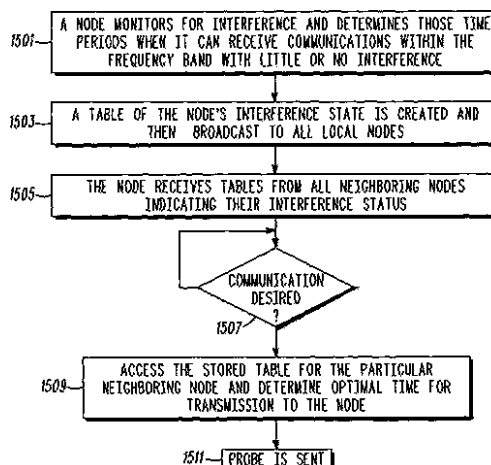 1501
A NODE MONITORS FOR INTERFERENCE AND DETERMINES THOSE TIME
PERIODS WHEN IT CAN RECEIVE COMMUNICATIONS WITHIN THE
FREQUENCY BAND WITH LITTLE OR NO INTERFERENCE
1503
A TABLE OF THE NODE'S INTERFERENCE STATE IS CREATED AND
THEN BROADCAST TO ALL LOCAL NODES
1505
THE NODE RECEIVES TABLES FROM ALL NEIGHBORING NODES
INDICATING THEIR INTERFERENCE STATUS
COMMUNICATION
DESIRED
?
1507
1509
ACCESS THE STORED TABLE FOR THE PARTICULAR
NEIGHBORING NODE AND DETERMINE OPTIMAL TIME FOR
TRANSMISSION TO THE NODE
1511
PROBE IS SENT